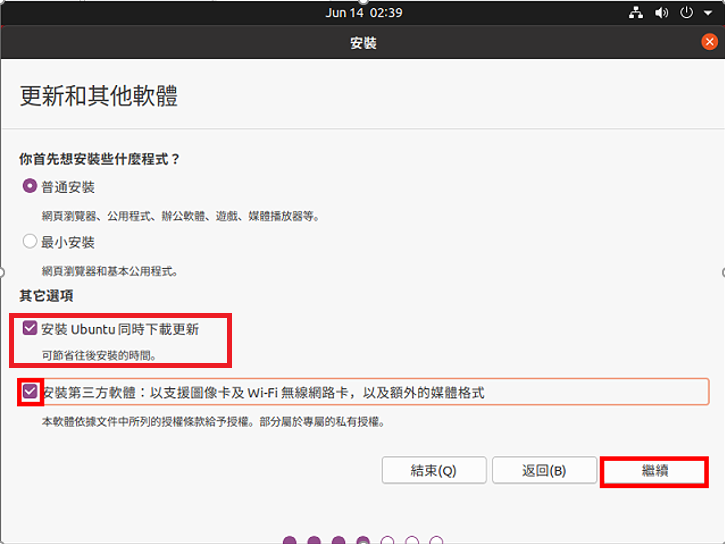 Jun 14 02:39
安裝
更新和其他軟體
你首先想安裝些什麼程式？
普通安裝
網頁瀏覽器、公用程式、辦公軟體、遊戲、媒體播放器等。
最小安裝
網頁瀏覽器和基本公用程式。
其它選項
安裝 Ubuntu 同時下載更新
可節省往後安裝的時間。
安裝第三方軟體：以支援圖像卡及 Wi-Fi 無線網路卡，以及額外的媒體格式
本軟體依據文件中所列的授權條款給予授權。部分屬於專屬的私有授權。
結束(Q)
返回(B)
繼續